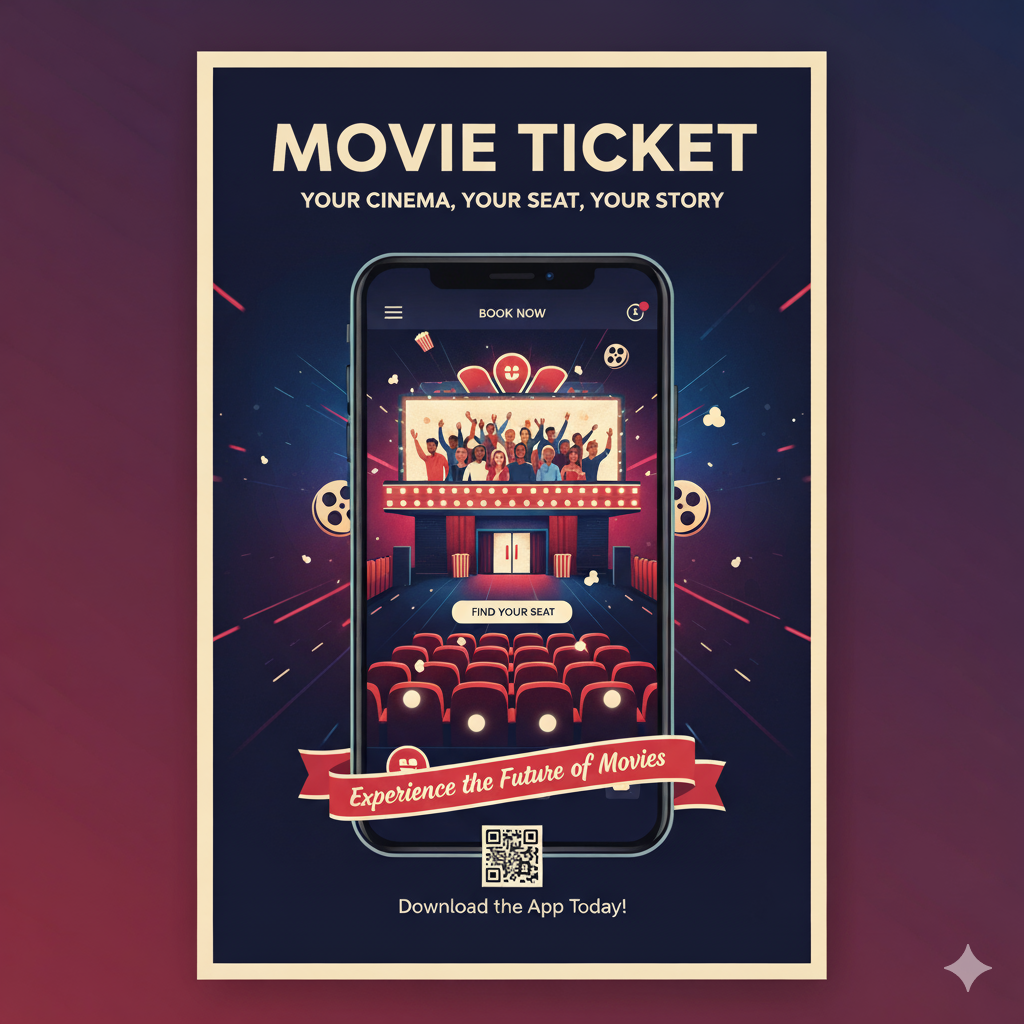 MOVIE TICKET
YOUR CINEMA, YOUR SEAT, YOUR STORY
BOOK NOW
FIND YOUR SEAT
Experience the Future of Movies
Download the App Today!